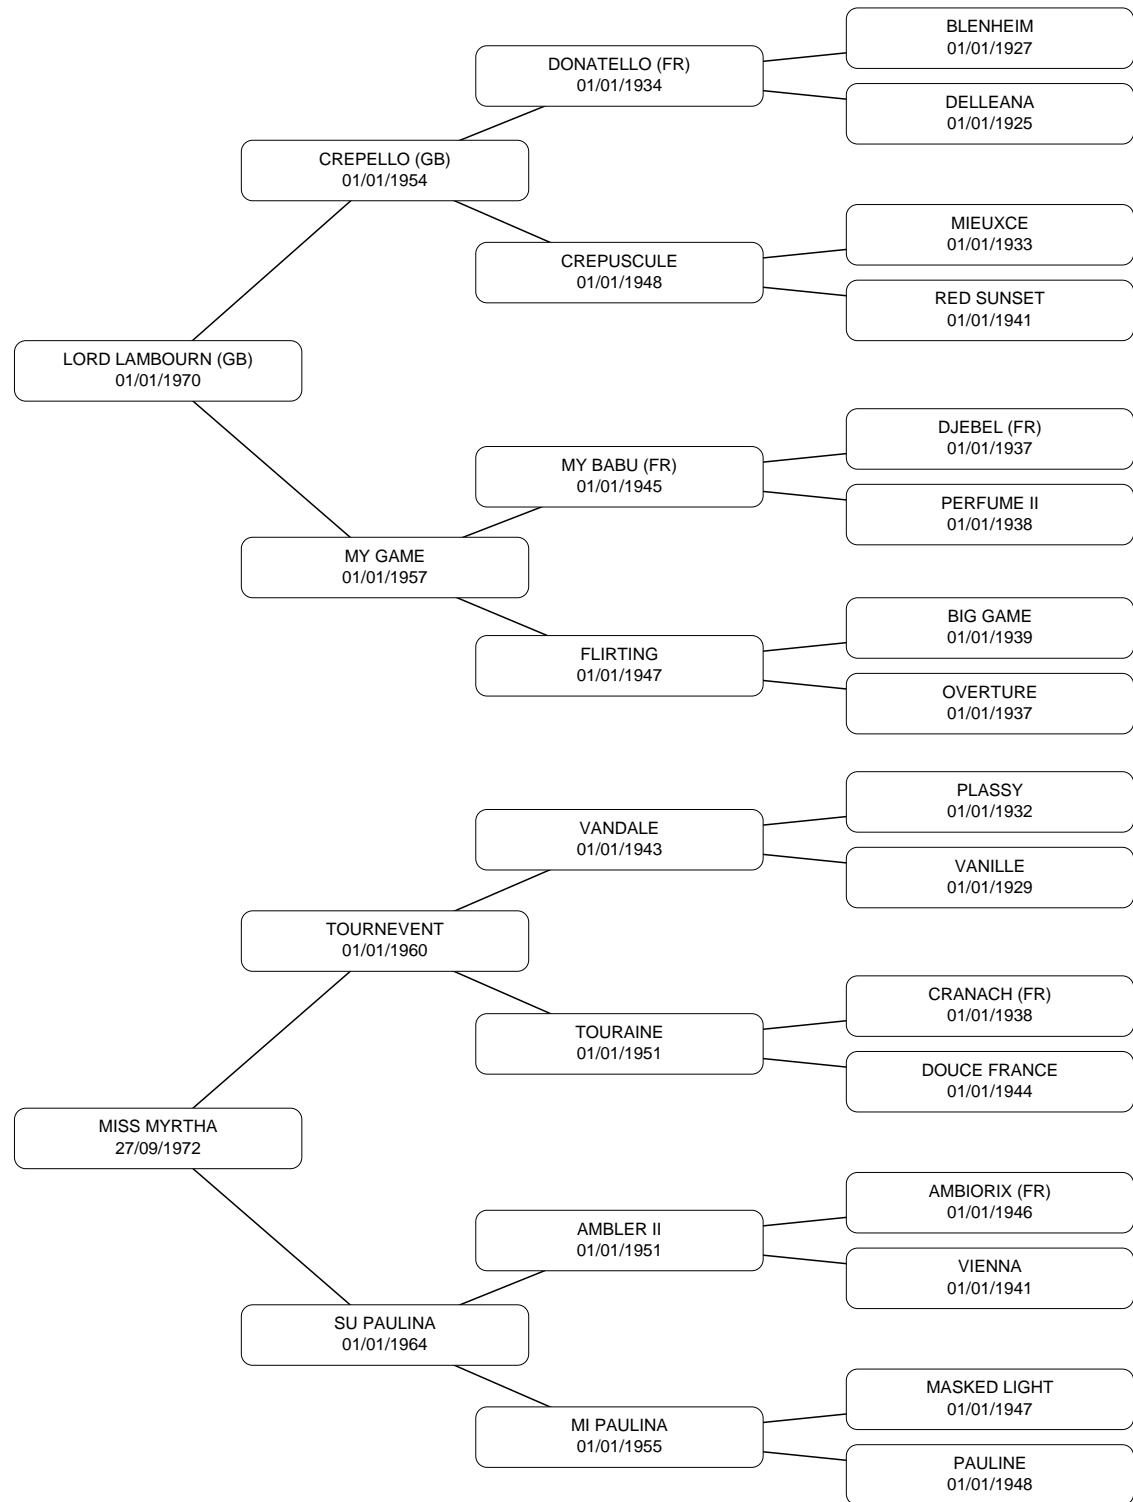 BLENHEIM
01/01/1927
DONATELLO (FR)
01/01/1934
DELLEANA
01/01/1925
CREPELLO (GB)
01/01/1954
MIEUXCE
01/01/1933
CREPUSCULE
01/01/1948
RED SUNSET
01/01/1941
LORD LAMBOURN (GB)
01/01/1970
DJEBEL (FR)
01/01/1937
MY BABU (FR)
01/01/1945
PERFUME II
01/01/1938
MY GAME
01/01/1957
BIG GAME
01/01/1939
FLIRTING
01/01/1947
OVERTURE
01/01/1937
PLASSY
01/01/1932
VANDALE
01/01/1943
VANILLE
01/01/1929
TOURNEVENT
01/01/1960
CRANACH (FR)
01/01/1938
TOURAINE
01/01/1951
DOUCE FRANCE
01/01/1944
MISS MYRTHA
27/09/1972
AMBIORIX (FR)
01/01/1946
AMBLER II
01/01/1951
VIENNA
01/01/1941
SU PAULINA
01/01/1964
MASKED LIGHT
01/01/1947
MI PAULINA
01/01/1955
PAULINE
01/01/1948